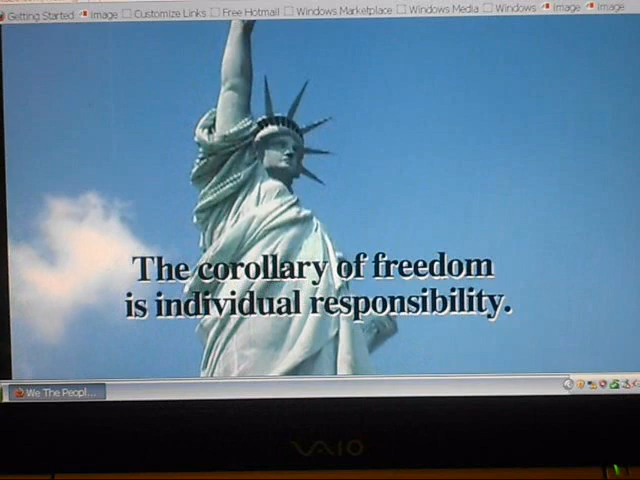 Getting Started Image Customize Links Free Hotmail Windows Marketplace Windows Media Windows Image Image
The corollary of freedom
is individual responsibility.
We The Peopl...
VAIO